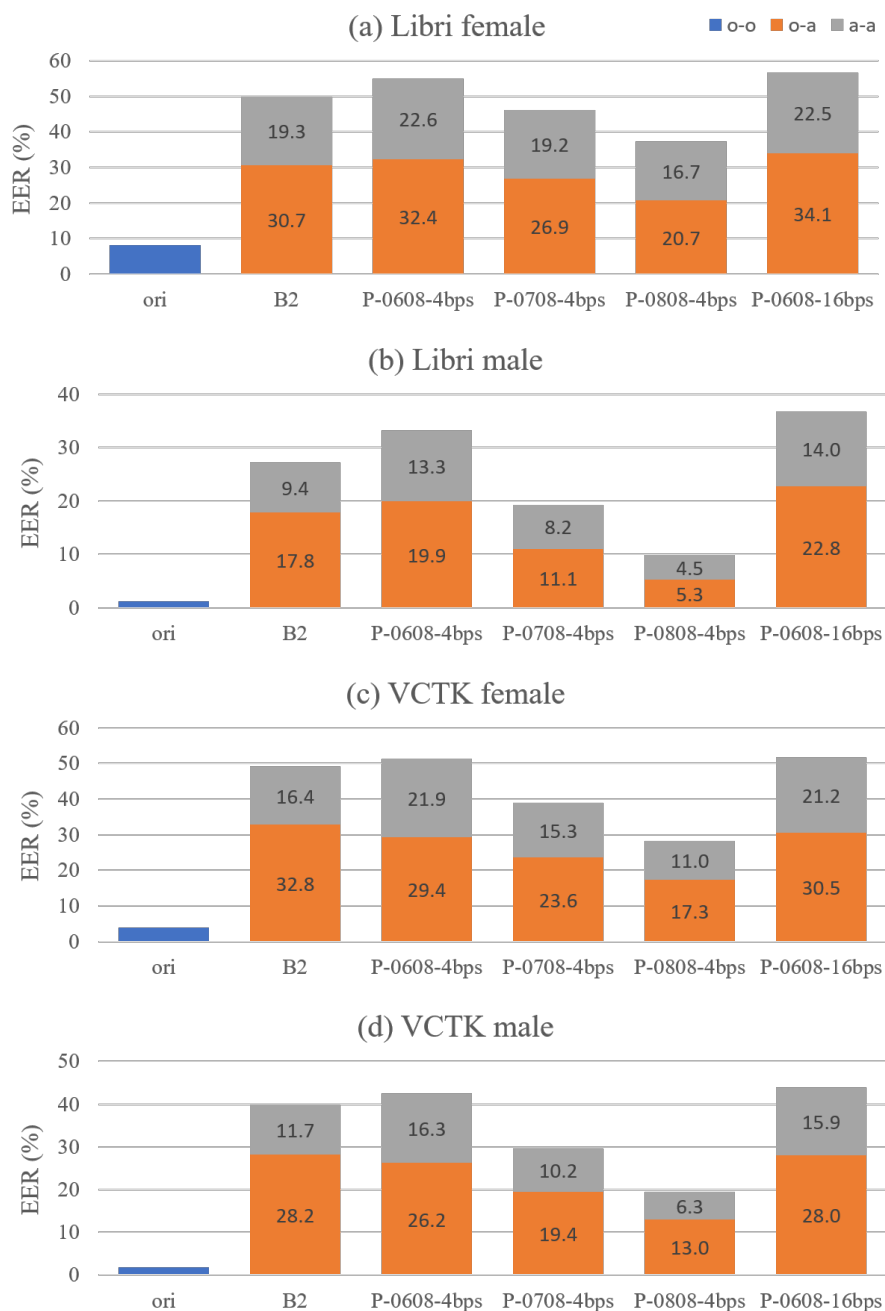 (a) Libri female
o-o o-a a-a
EER (%)
60
50
40
30
20
10
0
19.3 22.6 19.2 16.7 22.5
30.7 32.4 26.9 20.7 34.1
ori B2 P-0608-4bps P-0708-4bps P-0808-4bps P-0608-16bps
(b) Libri male
EER (%)
40
30
20
10
0
9.4 13.3 8.2 4.5 14.0
17.8 19.9 11.1 5.3 22.8
ori B2 P-0608-4bps P-0708-4bps P-0808-4bps P-0608-16bps
(c) VCTK female
EER (%)
60
50
40
30
20
10
0
16.4 21.9 15.3 11.0 21.2
32.8 29.4 23.6 17.3 30.5
ori B2 P-0608-4bps P-0708-4bps P-0808-4bps P-0608-16bps
(d) VCTK male
EER (%)
50
40
30
20
10
0
11.7 16.3 10.2 6.3 15.9
28.2 26.2 19.4 13.0 28.0
ori B2 P-0608-4bps P-0708-4bps P-0808-4bps P-0608-16bps